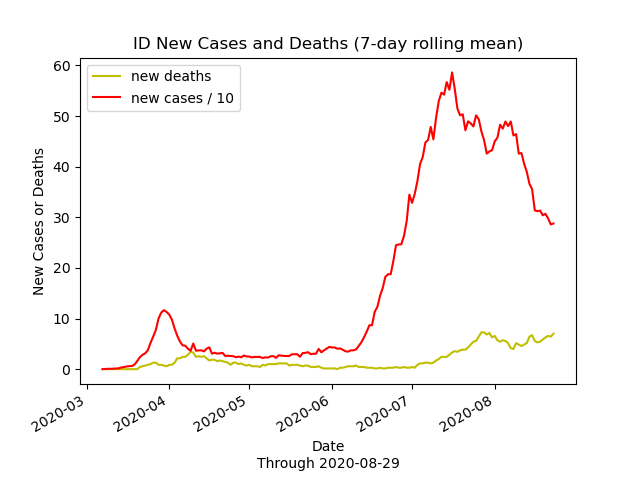 ID New Cases and Deaths (7-day rolling mean)
new deaths
new cases / 10
60
50
40
30
20
10
0
New Cases or Deaths
2020-03
2020-04
2020-05
2020-06
2020-07
2020-08
Date
Through 2020-08-29